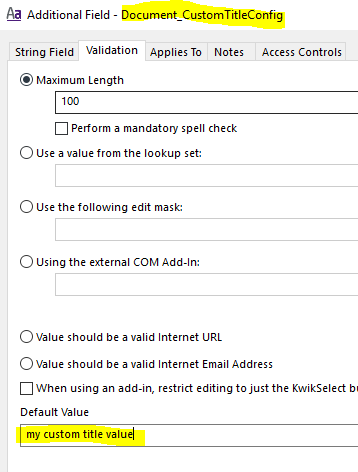 Aa Additional Field - Document_CustomTitleConfig
String Field Validation Applies To Notes Access Controls
Maximum Length
100
Perform a mandatory spell check
Use a value from the lookup set:
Use the following edit mask:
Using the external COM Add-In:
Value should be a valid Internet URL
Value should be a valid Internet Email Address
When using an add-in, restrict editing to just the KwikSelect
Default Value
my custom title value